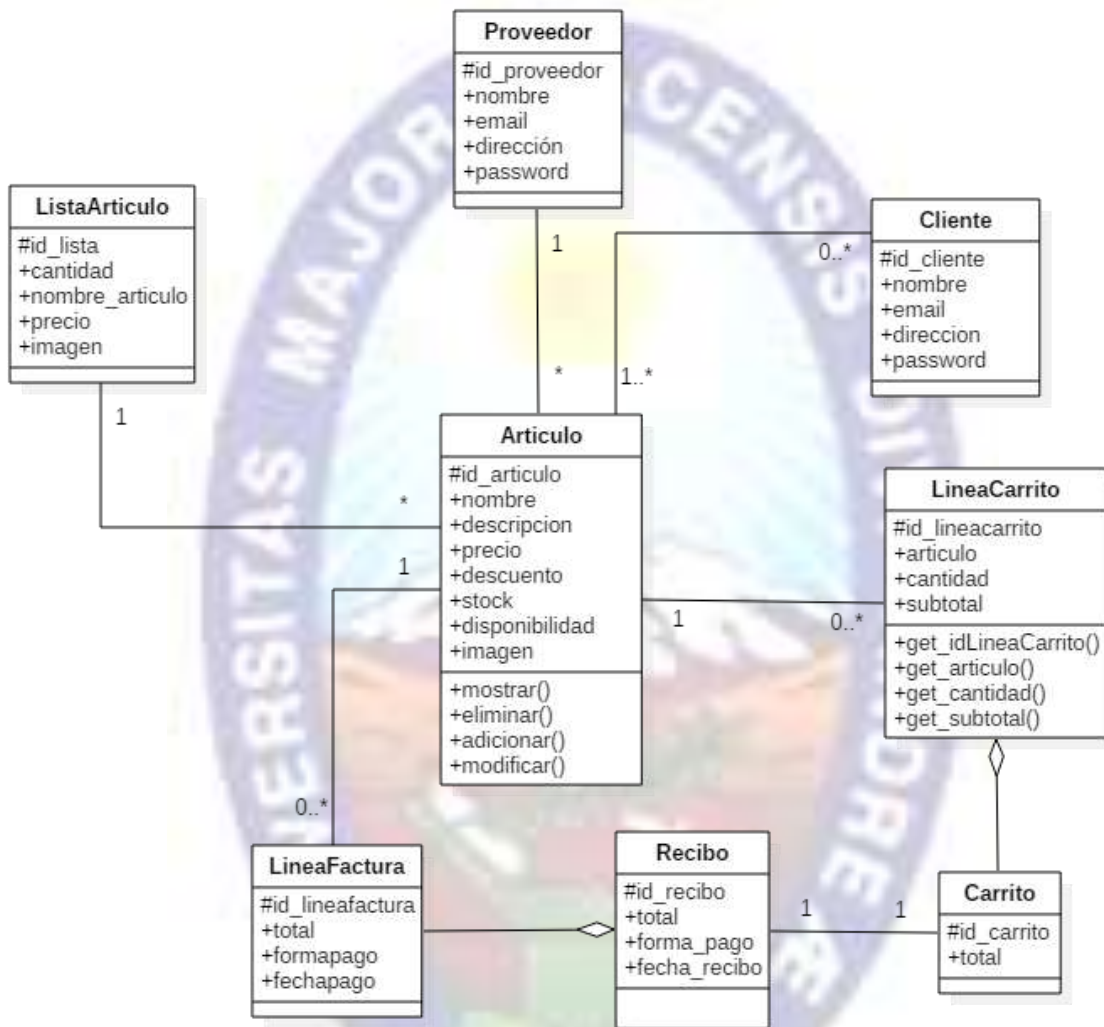 Proveedor
#id_proveedor
+nombre
+email
+dirección
+password
ListaArticulo
#id_lista
+cantidad
+nombre_articulo
+precio
+imagen
Cliente
#id_cliente
+nombre
+email
+direccion
+password
1
0..*
*
1..*
1
*
Articulo
#id_articulo
+nombre
+descripcion
+precio
+descuento
+stock
+disponibilidad
+imagen
+mostrar()
+eliminar()
+adicionar()
+modificar()
LineaCarrito
#id_lineacarrito
+articulo
+cantidad
+subtotal
+get_idLineaCarrito()
+get_articulo()
+get_cantidad()
+get_subtotal()
1
1
0..*
0..*
LineaFactura
#id_lineafactura
+total
+formapago
+fechapago
Recibo
#id_recibo
+total
+forma_pago
+fecha_recibo
1
1
Carrito
#id_carrito
+total